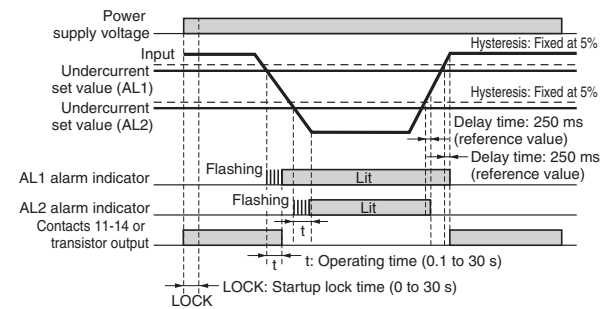 Power
supply voltage
Hysteresis: Fixed at 5%
Input
Undercurrent
set value (AL1)
Hysteresis: Fixed at 5%
Undercurrent
set value (AL2)
Delay time: 250 ms
(reference value)
Delay time: 250 ms
(reference value)
Flashing
Lit
AL1 alarm indicator
Flashing
Lit
AL2 alarm indicator
t
Contacts 11-14 or
transistor output
t
t: Operating time (0.1 to 30 s)
LOCK: Startup lock time (0 to 30 s)
LOCK